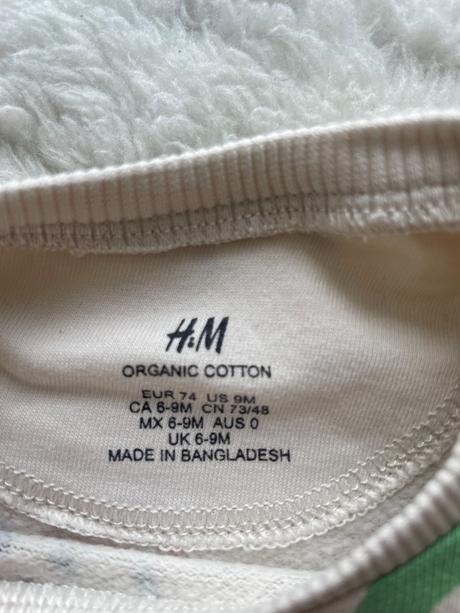 H&M
ORGANIC COTTON
EUR 74 US 9M
CA 6-9M CN 73/48
MX 6-9M AUS 0
UK 6-9M
MADE IN BANGLADESH